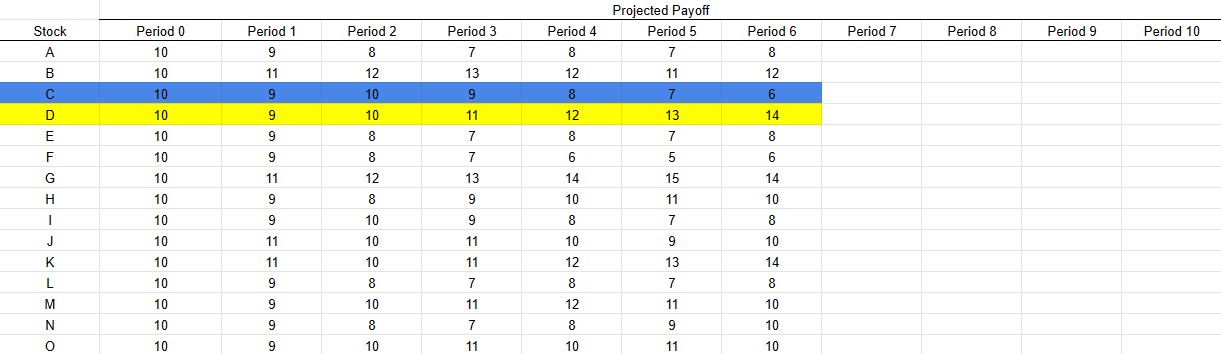 Projected Payoff
Stock Period 0 Period 1 Period 2 Period 3 Period 4 Period 5 Period 6 Period 7 Period 8 Period 9 Period 10
A 10 9 8 7 8 7 8
B 10 11 12 13 12 11 12
C 10 9 10 9 8 7 6
D 10 9 10 11 12 13 14
E 10 9 8 7 8 7 8
F 10 9 8 7 6 5 6
G 10 11 12 13 14 15 14
H 10 9 8 9 10 11 10
I 10 9 10 9 8 7 8
J 10 11 10 11 10 9 10
K 10 11 10 11 12 13 14
L 10 9 8 7 8 7 8
M 10 9 10 11 12 11 10
N 10 9 8 7 8 9 10
O 10 9 10 11 10 11 10